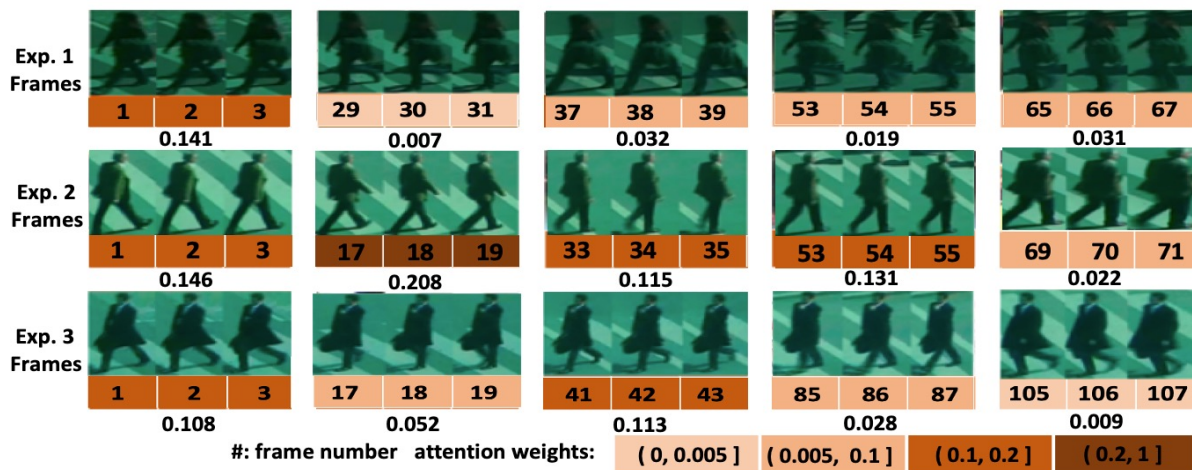 Exp. 1
Frames
1 2 3 29 30 31 37 38 39 53 54 55 65 66 67
0.141 0.007 0.032 0.019 0.031
Exp. 2
Frames
1 2 3 17 18 19 33 34 35 53 54 55 69 70 71
0.146 0.208 0.115 0.131 0.022
Exp. 3
Frames
1 2 3 17 18 19 41 42 43 85 86 87 105 106 107
0.108 0.052 0.113 0.028 0.009
#: frame number attention weights: ( 0, 0.005 ] (0.005, 0.1 ] ( 0.1, 0.2 ] (0.2, 1 ]